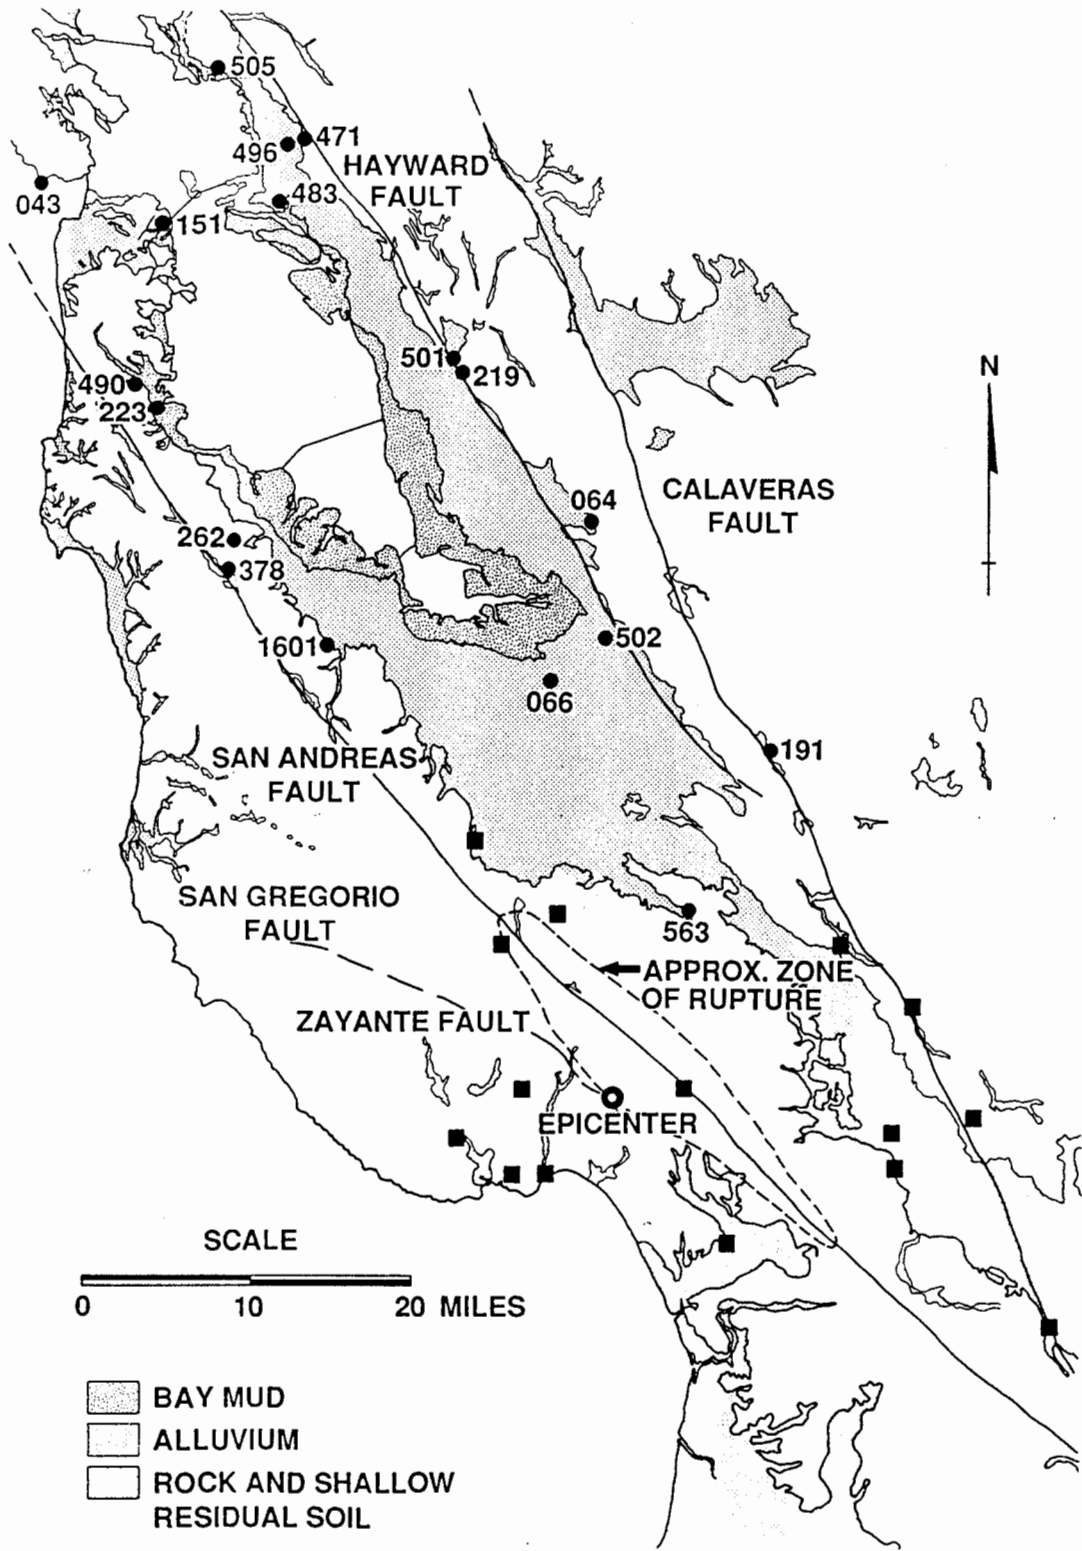 505
471
496
HAYWARD
FAULT
043
483
151
501
219
490
223
N
CALAVERAS
FAULT
064
262
378
1601
502
066
191
SAN ANDREAS
FAULT
SAN GREGORIO
FAULT
563
APPROX. ZONE
OF RUPTURE
ZAYANTE FAULT
EPICENTER
SCALE
0 10 20 MILES
BAY MUD
ALLUVIUM
ROCK AND SHALLOW
RESIDUAL SOIL